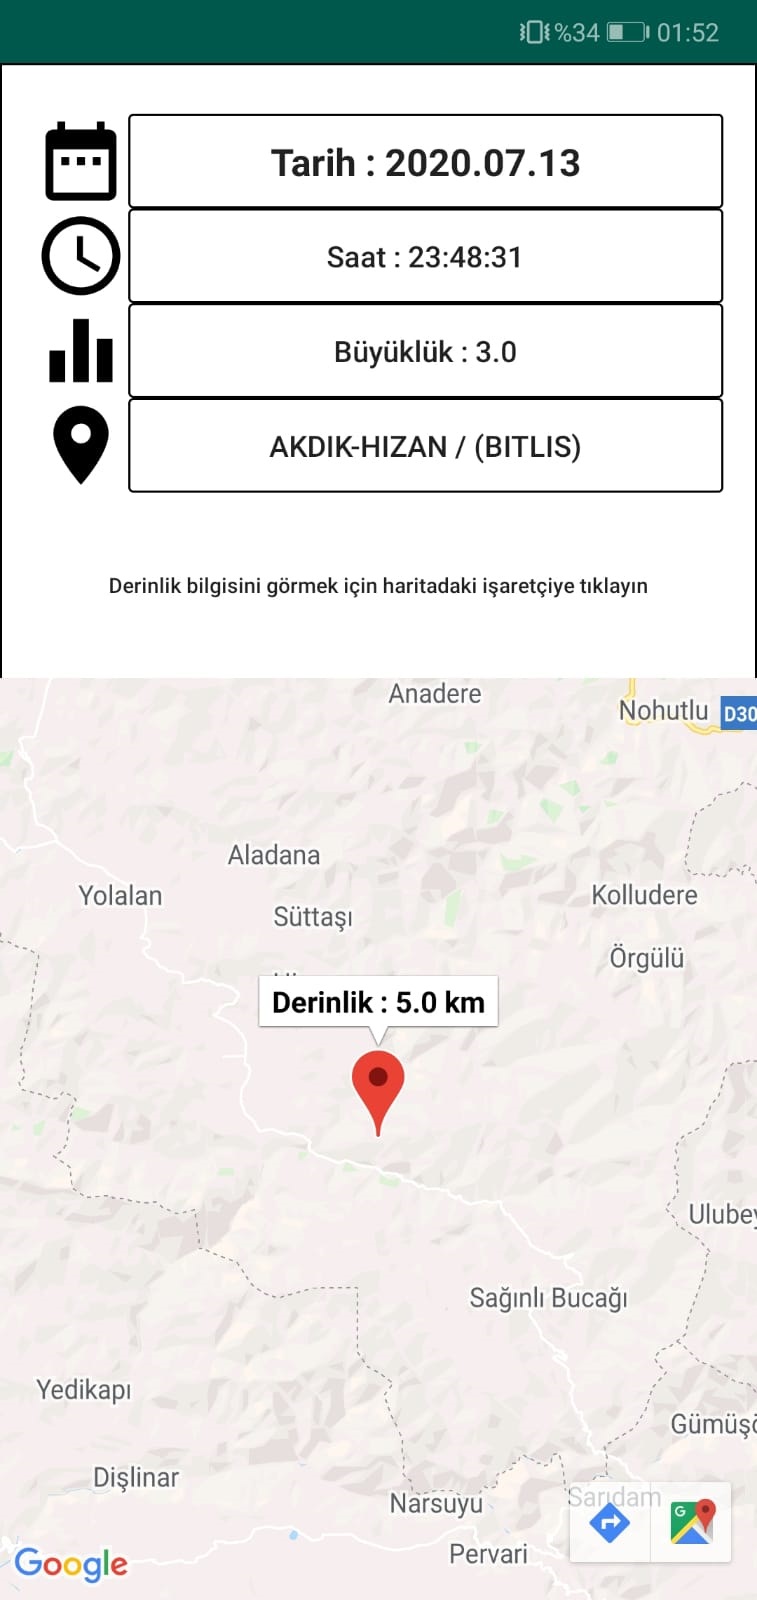 %34 01:52
Tarih : 2020.07.13
Saat : 23:48:31
Büyüklük : 3.0
AKDIK-HIZAN / (BITLIS)
Derinlik bilgisini görmek için haritadaki işaretçiye tıklayın
Anadere
Nohutlu
D30
Aladana
Yolalan
Kolludere
Süttaşı
Örgülü
Derinlik : 5.0 km
Ulubey
Sağınlı Bucağı
Yedikapı
Gümüşö
Dişlinar
Narsuyu
Sarıdam
Pervari
Google